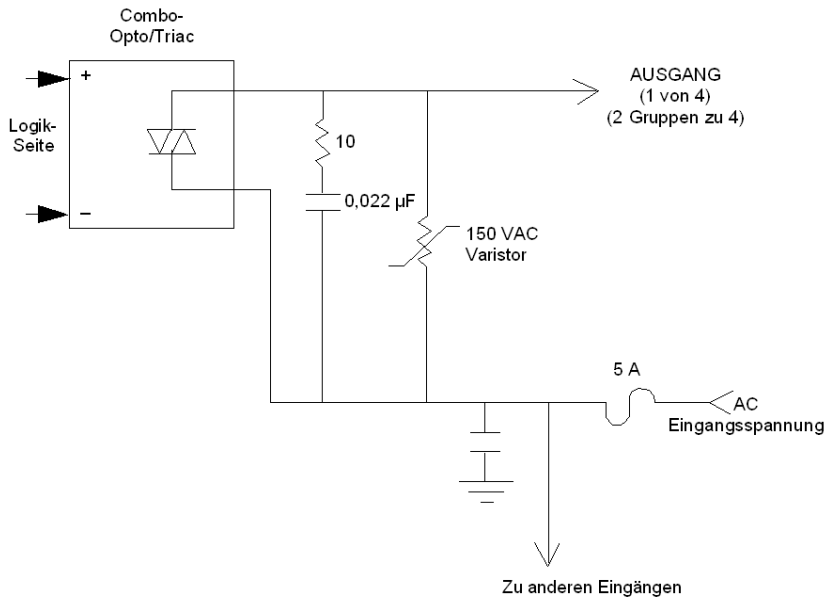 Combo-
Opto/Triac
+
Logik-
Seite
–
AUSGANG
(1 von 4)
(2 Gruppen zu 4)
10
0,022 µF
150 VAC
Varistor
5 A
AC
Eingangsspannung
Zu anderen Eingängen